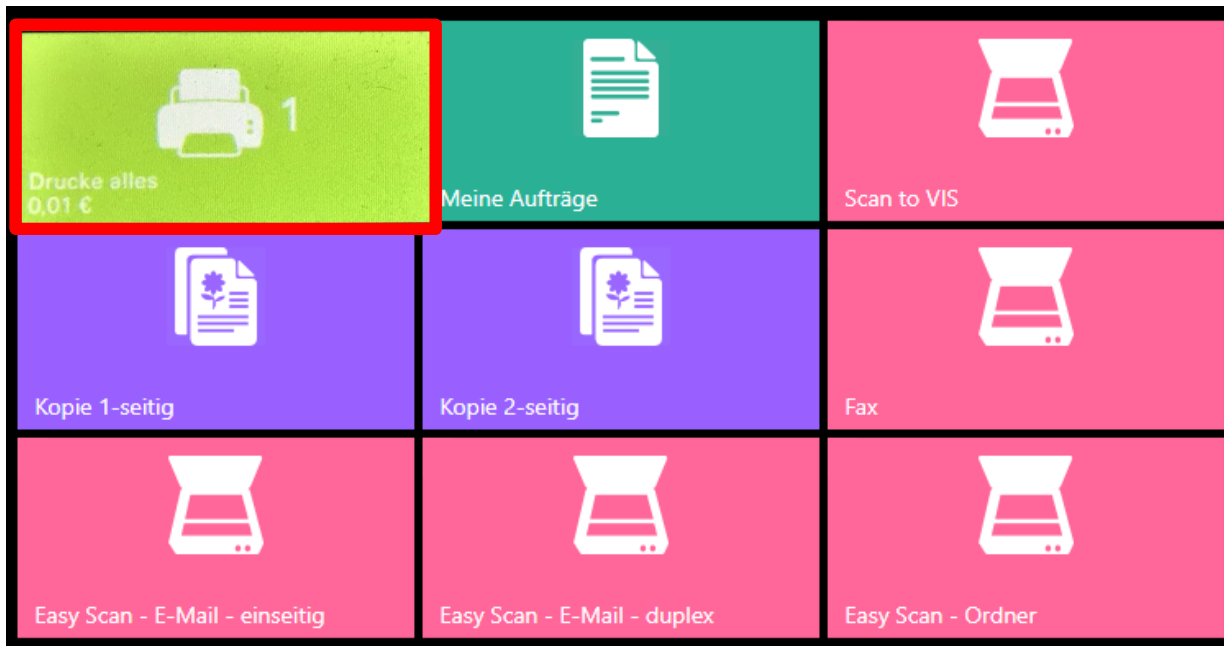 1
Drucke alles
0,01 €
Meine Aufträge
Scan to VIS
Kopie 1-seitig
Kopie 2-seitig
Fax
Easy Scan - E-Mail - einseitig
Easy Scan - E-Mail - duplex
Easy Scan - Ordner